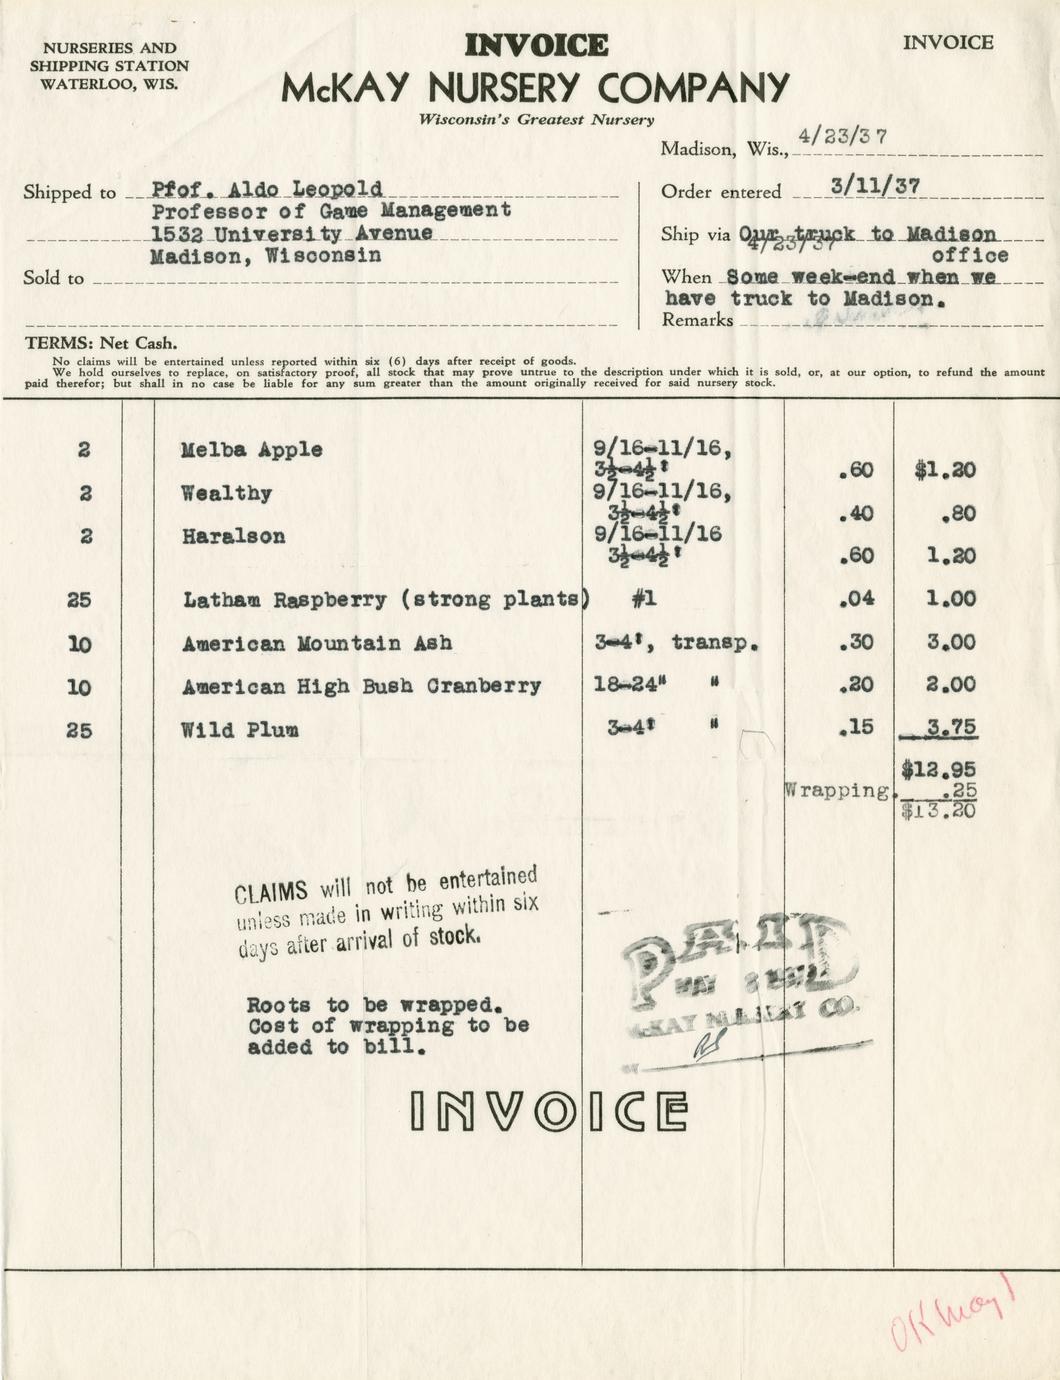 NURSERIES AND
SHIPPING STATION
WATERLOO, WIS.
INVOICE
INVOICE
McKAY NURSERY COMPANY
Wisconsin's Greatest Nursery
Madison, Wis., 4/23/37
Shipped to Pfof. Aldo Leopold
Professor of Game Management
1532 University Avenue
Madison, Wisconsin
Sold to
Order entered 3/11/37
Ship via Our truck to Madison
4/23/37 office
When Some week-end when we
have truck to Madison.
Remarks
TERMS: Net Cash.
No claims will be entertained unless reported within six (6) days after receipt of goods.
We hold ourselves to replace, on satisfactory proof, all stock that may prove untrue to the description under which it is sold, or, at our option, to refund the amount
paid therefor; but shall in no case be liable for any sum greater than the amount originally received for said nursery stock.
2 Melba Apple 9/16-11/16,
3½-4½' .60 $1.20
2 Wealthy 9/16-11/16,
3½-4½' .40 .80
2 Haralson 9/16-11/16
3½-4½' .60 1.20
25 Latham Raspberry (strong plants) #1 .04 1.00
10 American Mountain Ash 3-4', transp. .30 3.00
10 American High Bush Cranberry 18-24" " .20 2.00
25 Wild Plum 3-4' " .15 3.75
$12.95
Wrapping. .25
$13.20
CLAIMS will not be entertained
unless made in writing within six
days after arrival of stock.
PAID
MAY 8
McKAY NURSERY CO.
BY
Roots to be wrapped.
Cost of wrapping to be
added to bill.
INVOICE
OK May 1